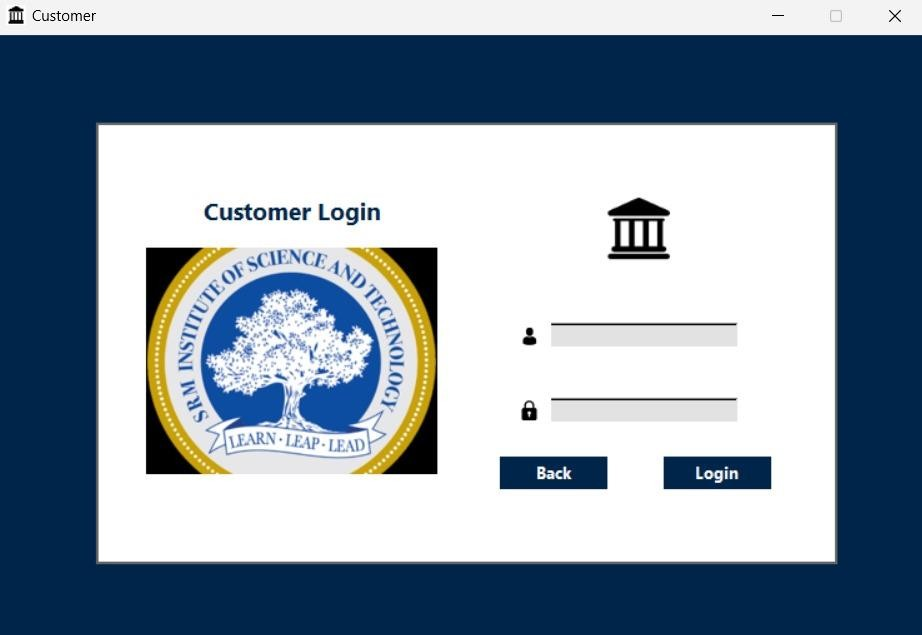 Customer
Customer Login
SRM INSTITUTE OF SCIENCE AND TECHNOLOGY
LEARN · LEAP · LEAD
Back
Login